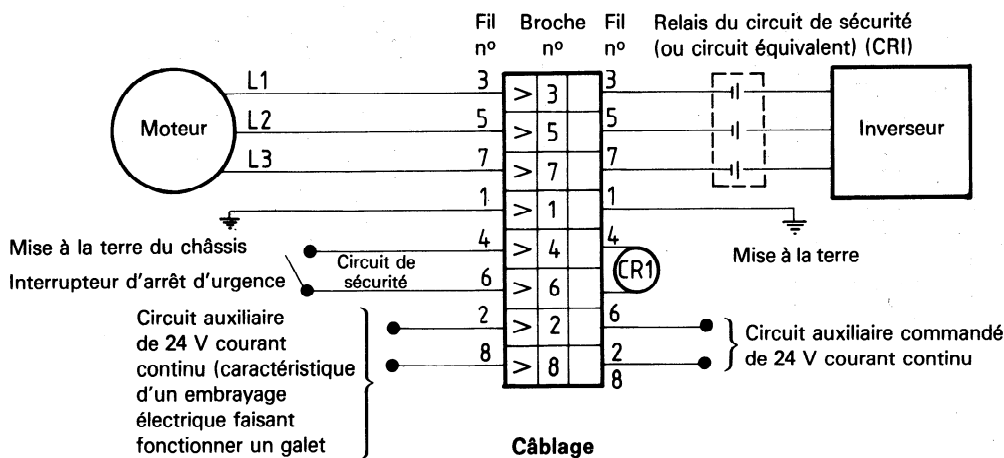 Fil Broche Fil Relais du circuit de sécurité
nº nº nº (ou circuit équivalent) (CRI)
L1 3 > 3 3
Moteur L2 5 > 5 5 Inverseur
L3 7 > 7 7
1 > 1 1
Mise à la terre du châssis 4 > 4 4 Mise à la terre
Interrupteur d'arrêt d'urgence Circuit de
sécurité 6 > 6 CR1
Circuit auxiliaire
de 24 V courant
continu (caractéristique
d'un embrayage
électrique faisant
fonctionner un galet
2 > 2 6
8 > 8 2
8
Circuit auxiliaire commandé
de 24 V courant continu
Câblage